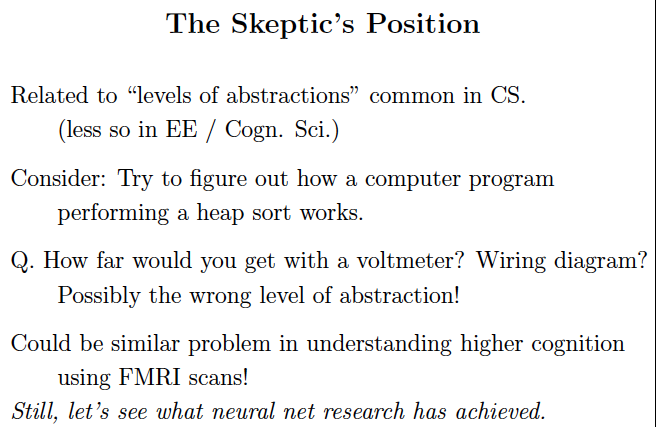 The Skeptic's Position
Related to “levels of abstractions” common in CS.
(less so in EE / Cogn. Sci.)
Consider: Try to figure out how a computer program
performing a heap sort works.
Q. How far would you get with a voltmeter? Wiring diagram?
Possibly the wrong level of abstraction!
Could be similar problem in understanding higher cognition
using FMRI scans!
Still, let's see what neural net research has achieved.